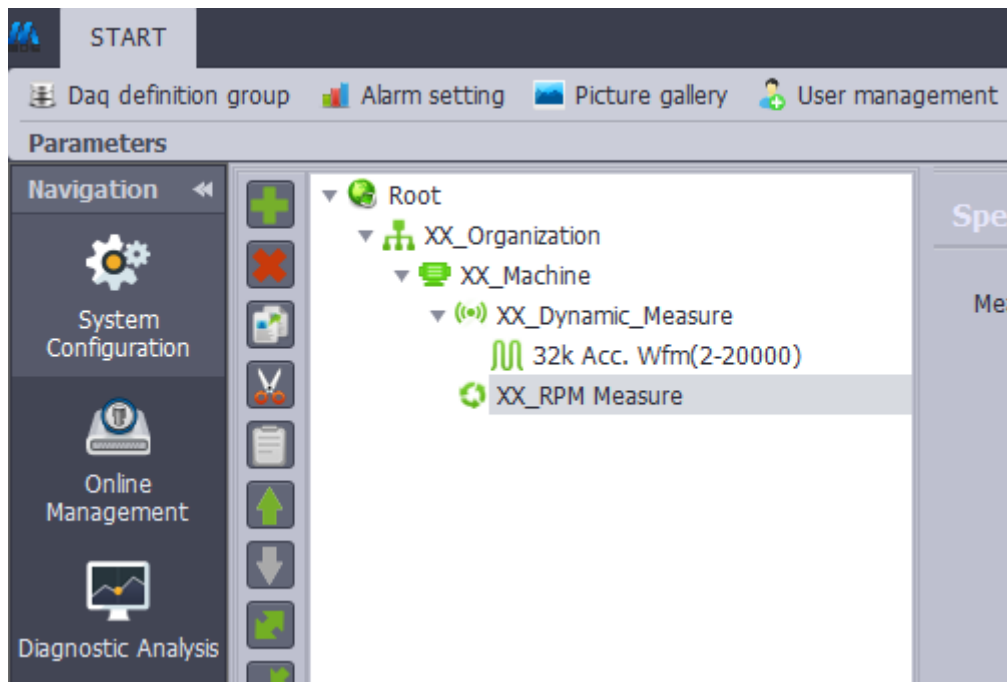 START
Daq definition group Alarm setting Picture gallery User management
Parameters
Navigation
System
Configuration
Online
Management
Diagnostic Analysis
Root
XX_Organization
XX_Machine
XX_Dynamic_Measure
32k Acc. Wfm(2-20000)
XX_RPM Measure